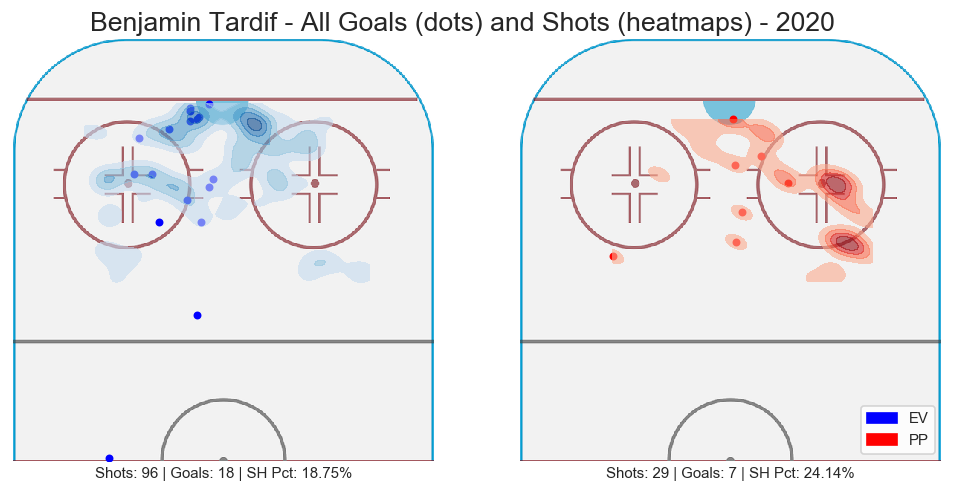 Benjamin Tardif - All Goals (dots) and Shots (heatmaps) - 2020
EV
PP
Shots: 96 | Goals: 18 | SH Pct: 18.75%
Shots: 29 | Goals: 7 | SH Pct: 24.14%